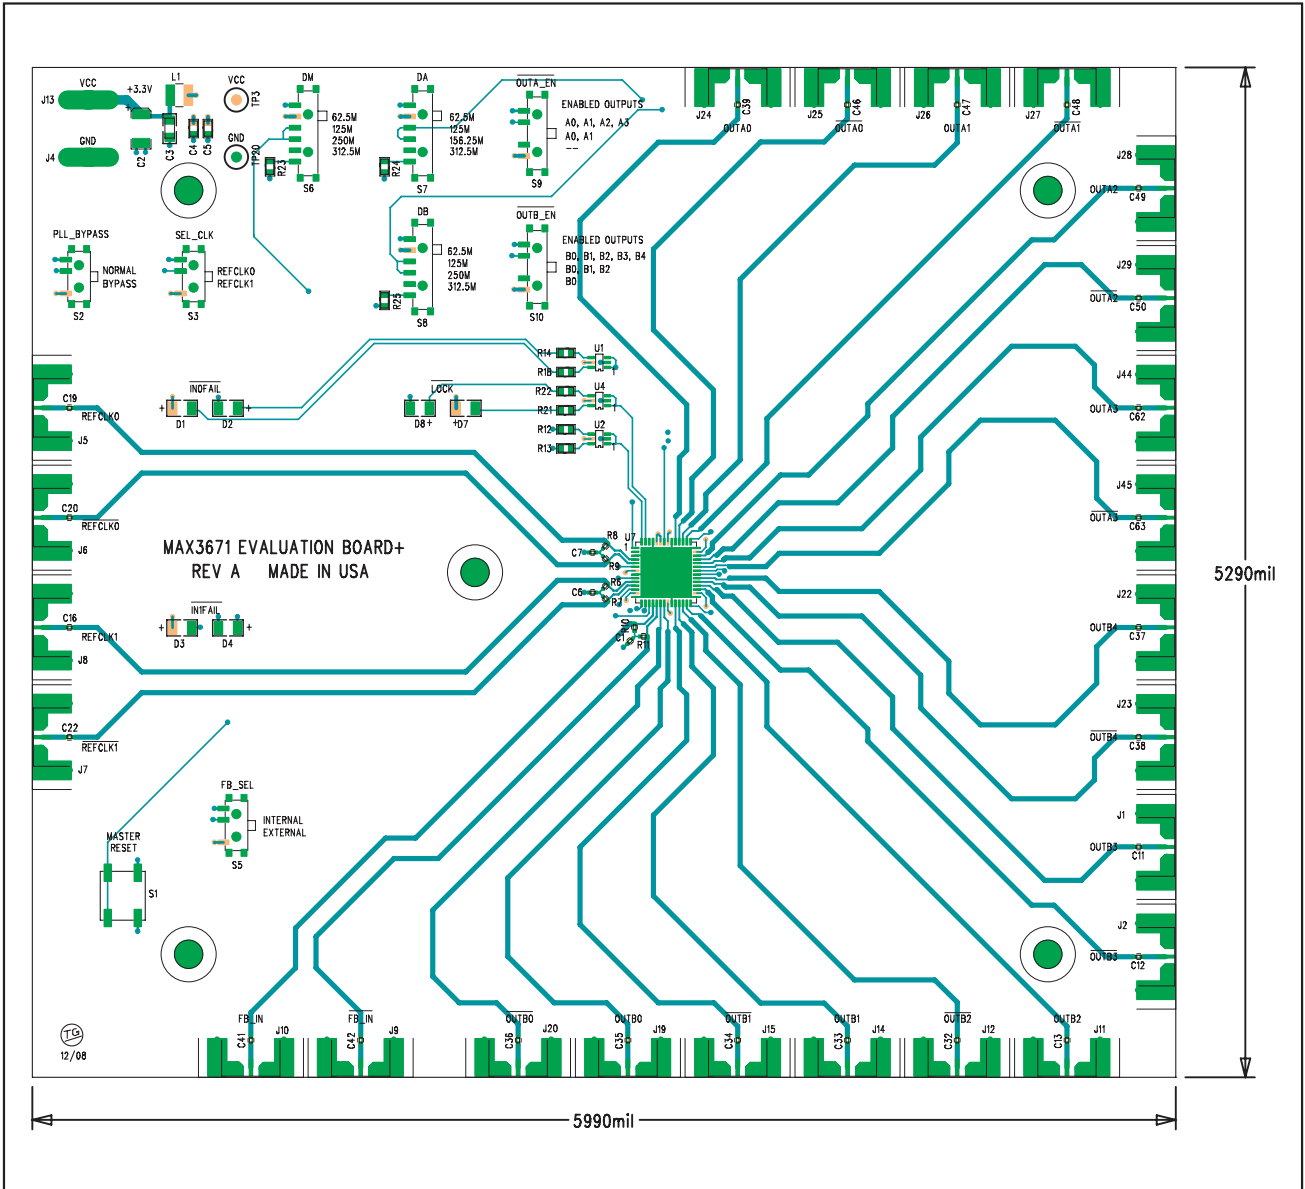 VCC
J13
+3.3V
+
L1
VCC
TP3
GND
J4
C2
C3
C4
C5
GND
TP20
R23
DM
62.5M
125M
250M
312.5M
S6
DA
62.5M
125M
156.25M
312.5M
R24
S7
OUTA_EN
ENABLED OUTPUTS
A0, A1, A2, A3
A0, A1
--
S9
DB
62.5M
125M
250M
312.5M
R25
S8
OUTB_EN
ENABLED OUTPUTS
B0, B1, B2, B3, B4
B0, B1, B2
B0
S10
PLL_BYPASS
NORMAL
BYPASS
S2
SEL_CLK
REFCLK0
REFCLK1
S3
J24
C39
OUTA0
J25
C46
OUTA0
J26
C47
OUTA1
J27
C48
OUTA1
J28
OUTA2
C49
J29
OUTA2
C50
J44
OUTA3
C62
J45
OUTA3
C63
J22
OUTB4
C37
J23
OUTB4
C38
J1
OUTB3
C11
J2
OUTB3
C12
5290mil
R14
U1
R18
R22
U4
R21
R12
U2
R13
IN0FAIL
+
D1
D2
+
LOCK
D8+
+D7
C19
REFCLK0
J5
C20
REFCLK0
J6
C16
REFCLK1
J8
C22
REFCLK1
J7
MAX3671 EVALUATION BOARD+
REV A MADE IN USA
R8
U7
1
C7
R9
R6
C6
R7
R10
C1
R11
IN1FAIL
+
D3
D4
+
FB_SEL
INTERNAL
EXTERNAL
S5
MASTER
RESET
S1
TG
12/08
FB_IN
C41
J10
FB_IN
C42
J9
OUTB0
C36
J20
OUTB0
C35
J19
OUTB1
C34
J15
OUTB1
C33
J14
OUTB2
C32
J12
OUTB2
C13
J11
5990mil